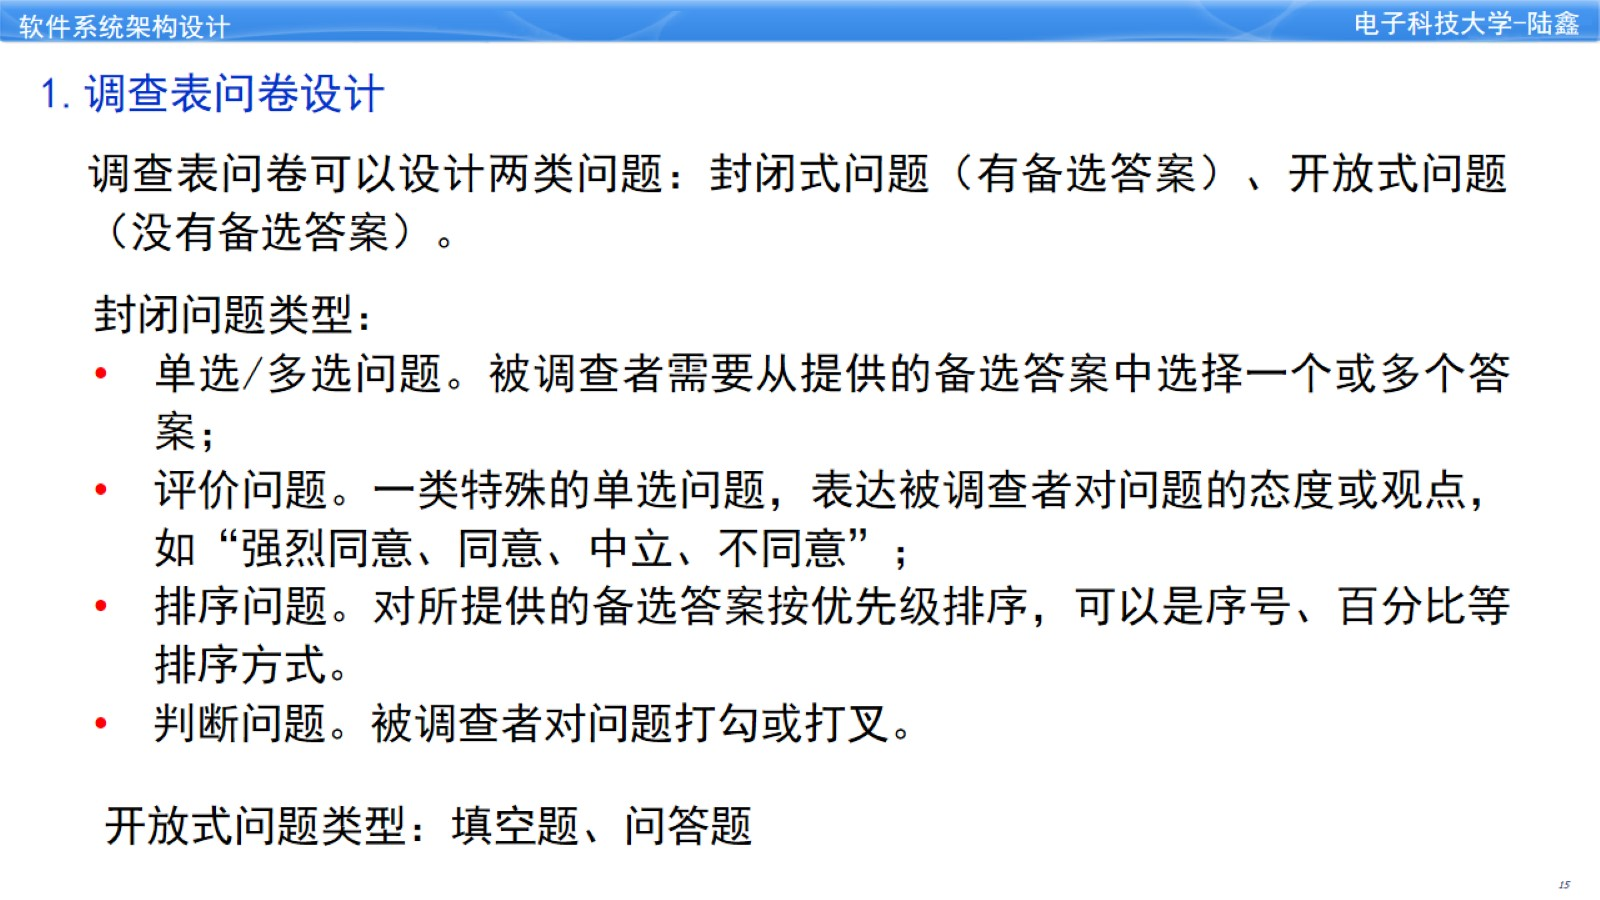 软件系统架构设计
电子科技大学-陆鑫
1.调查表问卷设计
调查表问卷可以设计两类问题：封闭式问题（有备选答案）、开放式问题
（没有备选答案）。
封闭问题类型：
• 单选/多选问题。被调查者需要从提供的备选答案中选择一个或多个答
案；
• 评价问题。一类特殊的单选问题，表达被调查者对问题的态度或观点，
如“强烈同意、同意、中立、不同意”；
• 排序问题。对所提供的备选答案按优先级排序，可以是序号、百分比等
排序方式。
• 判断问题。被调查者对问题打勾或打叉。
开放式问题类型：填空题、问答题
15